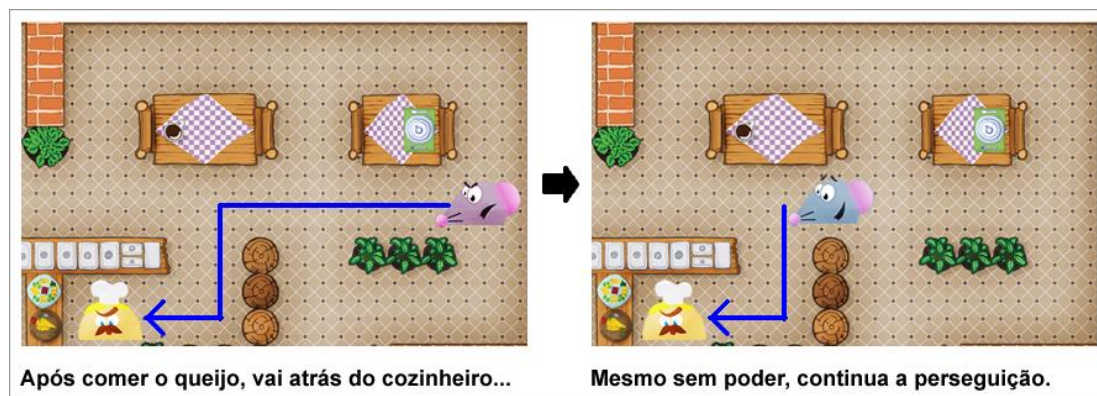 Após comer o queijo, vai atrás do cozinheiro...
Mesmo sem poder, continua a perseguição.